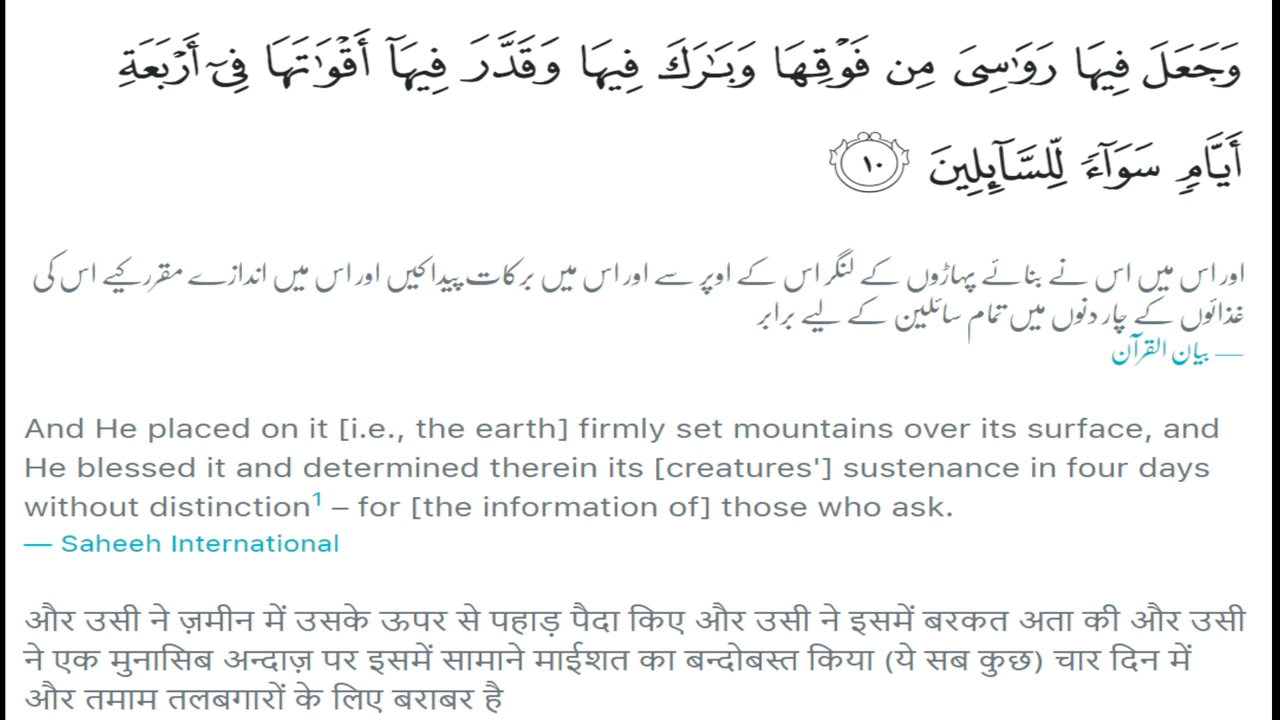 وَجَعَلَ فِيهَا رَوَٰسِىَ مِن فَوْقِهَا وَبَـٰرَكَ فِيهَا وَقَدَّرَ فِيهَآ أَقْوَٰتَهَا فِىٓ أَرْبَعَةِ
أَيَّامٍ سَوَآءً لِّلسَّآئِلِينَ ١٠
اور اس میں اس نے بنائے پہاڑوں کے لنگر اس کے اوپر سے اور اس میں برکات پیدا کیں اور اس میں اندازے مقرر کیے اس کی
غذائوں کے چار دنوں میں تمام سائلین کے لیے برابر
— بیان القرآن
And He placed on it [i.e., the earth] firmly set mountains over its surface, and
He blessed it and determined therein its [creatures'] sustenance in four days
without distinction¹ – for [the information of] those who ask.
— Saheeh International
और उसी ने ज़मीन में उसके ऊपर से पहाड़ पैदा किए और उसी ने इसमें बरकत अता की और उसी
ने एक मुनासिब अन्दाज़ पर इसमें सामाने माईशत का बन्दोबस्त किया (ये सब कुछ) चार दिन में
और तमाम तलबगारों के लिए बराबर है